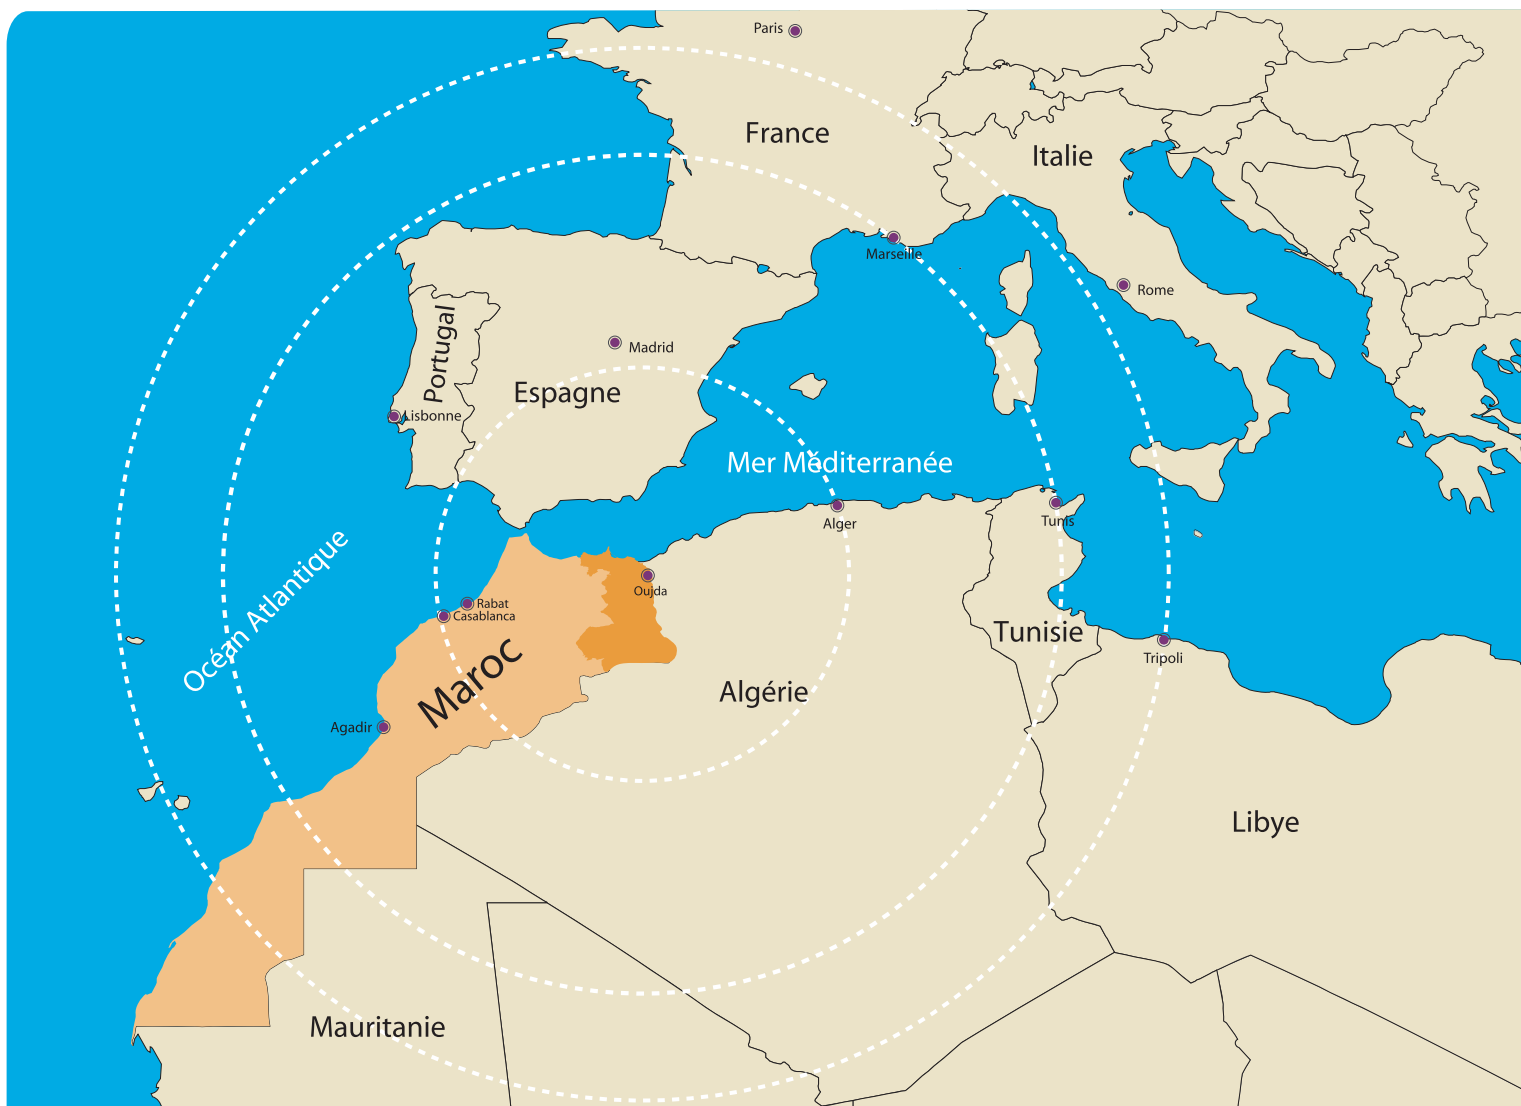 Paris
France
Italie
Marseille
Rome
Portugal
Madrid
Espagne
Lisbonne
Mer Méditerranée
Alger
Tunis
Océan Atlantique
Oujda
Rabat
Casablanca
Tunisie
Tripoli
Maroc
Algérie
Agadir
Libye
Mauritanie